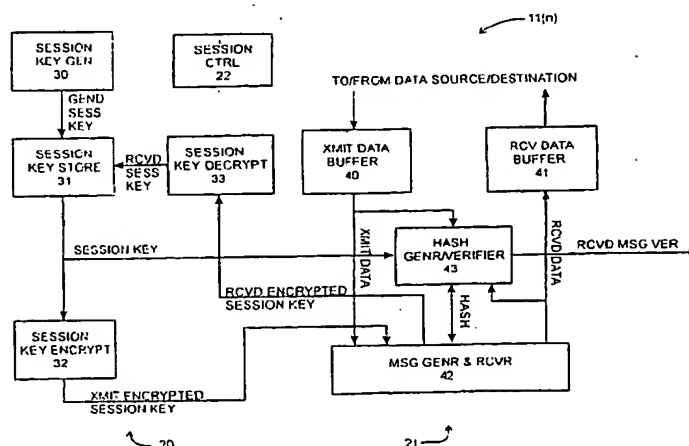 11(n)
SESSION
KEY GEN
30
SESSION
CTRL
22
TO/FROM DATA SOURCE/DESTINATION
GEND
SESS
KEY
SESSION
KEY STORE
31
RCVD
SESS
KEY
SESSION
KEY DECRYPT
33
XMIT DATA
BUFFER
40
RCV DATA
BUFFER
41
SESSION KEY
XMIT DATA
HASH
GENR/VERIFIER
43
RCVD DATA
RCVD MSG VER
RCVD ENCRYPTED
SESSION KEY
HASH
SESSION
KEY ENCRYPT
32
MSG GENR & RCVR
42
XMIT ENCRYPTED
SESSION KEY
20
21